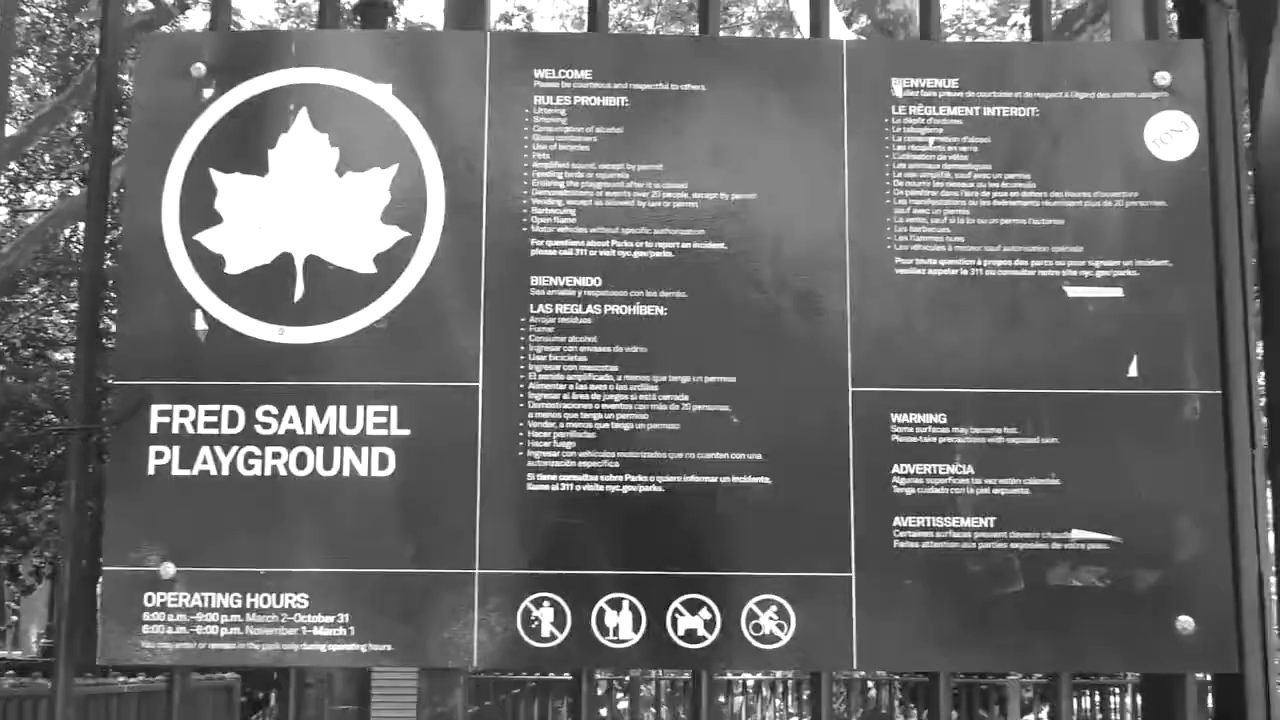 FRED SAMUEL
PLAYGROUND
OPERATING HOURS
6:00 a.m.–9:00 p.m. March 2–October 31
6:00 a.m.–6:00 p.m. November 1–March 1
You may enter or remain in the park only during operating hours.
WELCOME
Please be courteous and respectful to others.
RULES PROHIBIT:
• Littering
• Smoking
• Consumption of alcohol
• Glass containers
• Use of bicycles
• Pets
• Amplified sound, except by permit
• Feeding birds or squirrels
• Entering the playground after it is closed
• Demonstrations or events over 20 persons, except by permit
• Vending, except as allowed by law or permit
• Barbecuing
• Open flame
• Motor vehicles without specific authorization
For questions about Parks or to report an incident,
please call 311 or visit nyc.gov/parks.
BIENVENIDO
Sea amable y respetuoso con los demás.
LAS REGLAS PROHÍBEN:
• Arrojar residuos
• Fumar
• Consumir alcohol
• Ingresar con envases de vidrio
• Usar bicicletas
• Ingresar con mascotas
• El sonido amplificado, a menos que tenga un permiso
• Alimentar a las aves o las ardillas
• Ingresar al área de juegos si está cerrada
• Demostraciones o eventos con más de 20 personas,
a menos que tenga un permiso
• Vender, a menos que tenga un permiso
• Hacer parrilladas
• Hacer fuego
• Ingresar con vehículos motorizados que no cuenten con una
autorización específica
Si tiene consultas sobre Parks o quiere informar un incidente,
llame al 311 o visite nyc.gov/parks.
BIENVENUE
faire preuve de courtoisie et de respect à l'égard des autres usagers.
LE RÈGLEMENT INTERDIT:
• Le dépôt d'ordures
• Le tabagisme
• La consommation d'alcool
• Les récipients en verre
• L'utilisation de vélos
• Les animaux domestiques
• Le son amplifié, sauf avec un permis
• De nourrir les oiseaux ou les écureuils
• De pénétrer dans l'aire de jeux en dehors des heures d'ouverture
• Les manifestations ou les événements réunissant plus de 20 personnes,
sauf avec un permis
• La vente, sauf si la loi ou un permis l'autorise
• Les barbecues
• Les flammes nues
• Les véhicules à moteur sauf autorisation spéciale
Pour toute question à propos des parcs ou pour signaler un incident,
veuillez appeler le 311 ou consulter notre site nyc.gov/parks.
WARNING
Some surfaces may become hot.
Please take precautions with exposed skin.
ADVERTENCIA
Algunas superficies tal vez estén calientes.
Tenga cuidado con la piel expuesta.
AVERTISSEMENT
Certaines surfaces peuvent devenir
Faites attention aux parties exposées de votre peau.